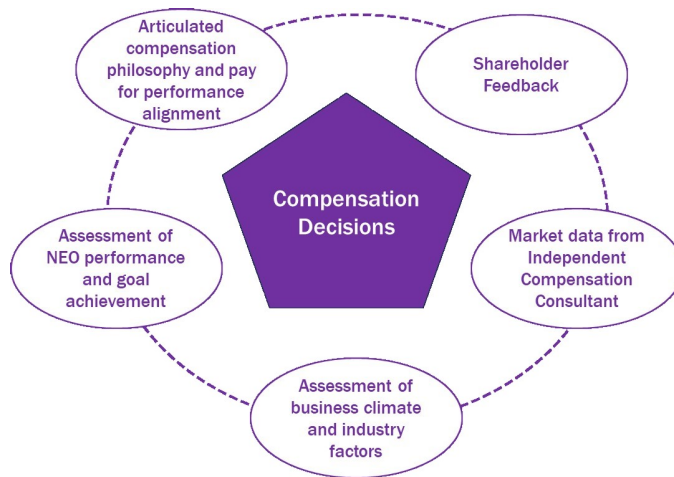 Articulated
compensation
philosophy and pay
for performance
alignment
Shareholder
Feedback
Compensation
Decisions
Assessment of
NEO performance
and goal
achievement
Market data from
Independent
Compensation
Consultant
Assessment of
business climate
and industry
factors